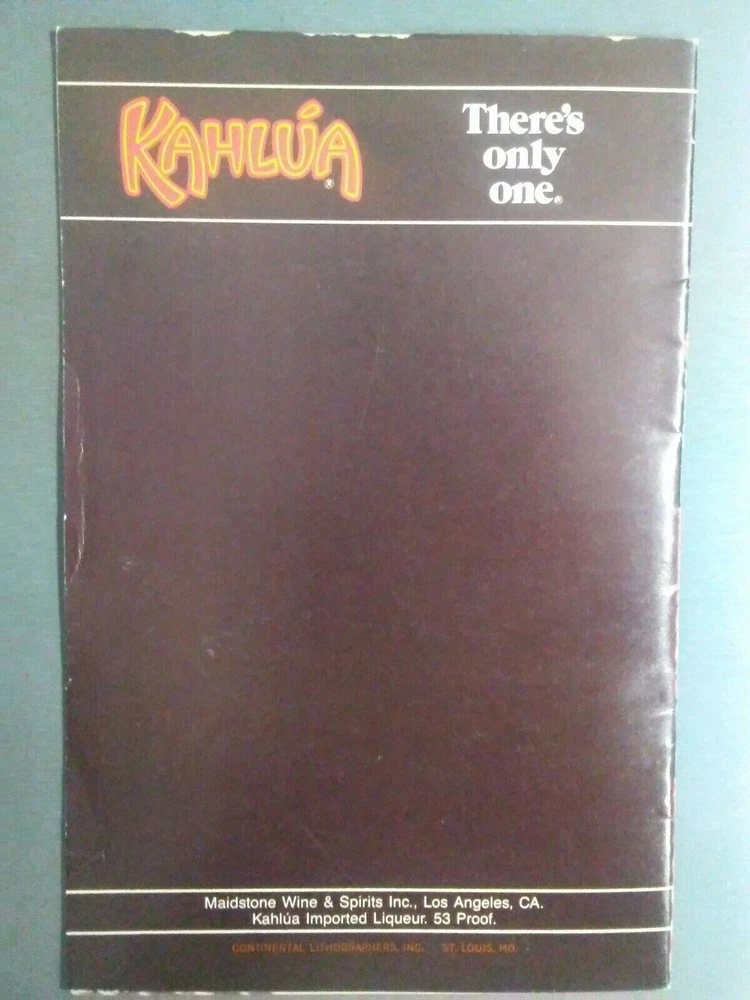 KAHLÚA®
There's
only
one.®
Maidstone Wine & Spirits Inc., Los Angeles, CA.
Kahlúa Imported Liqueur. 53 Proof.
CONTINENTAL LITHOGRAPHERS, INC. ST. LOUIS, MO.